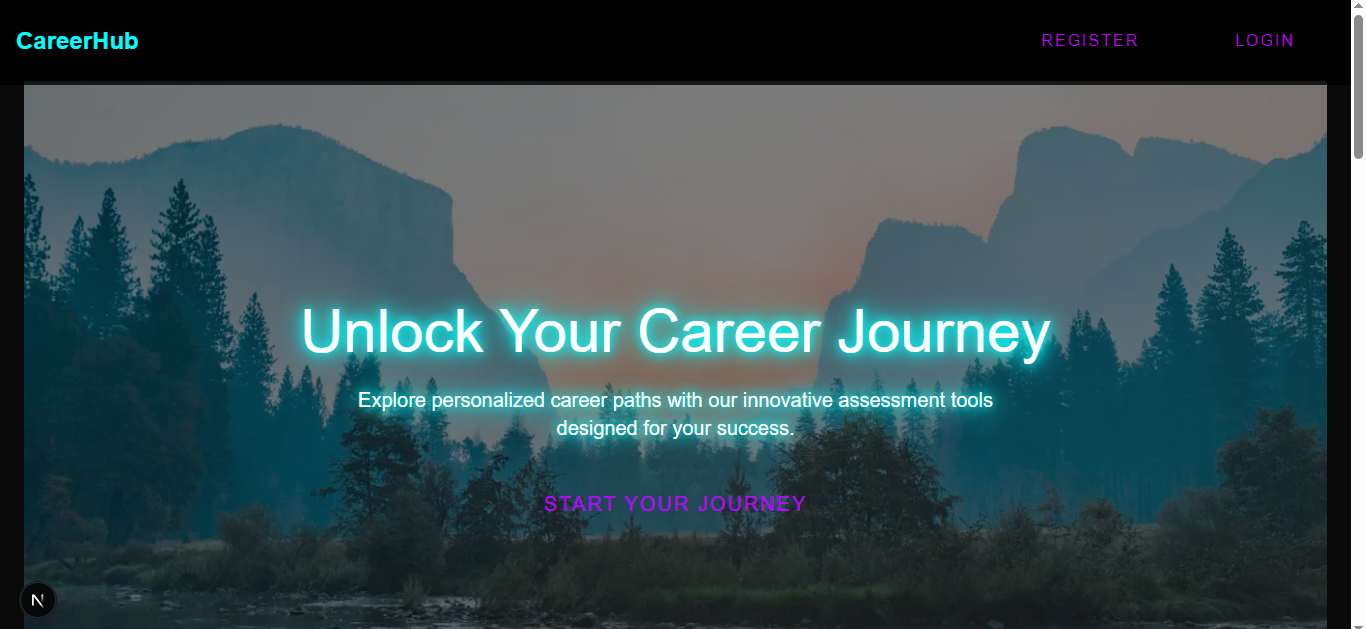 CareerHub
REGISTER
LOGIN
Unlock Your Career Journey
Explore personalized career paths with our innovative assessment tools
designed for your success.
START YOUR JOURNEY
N